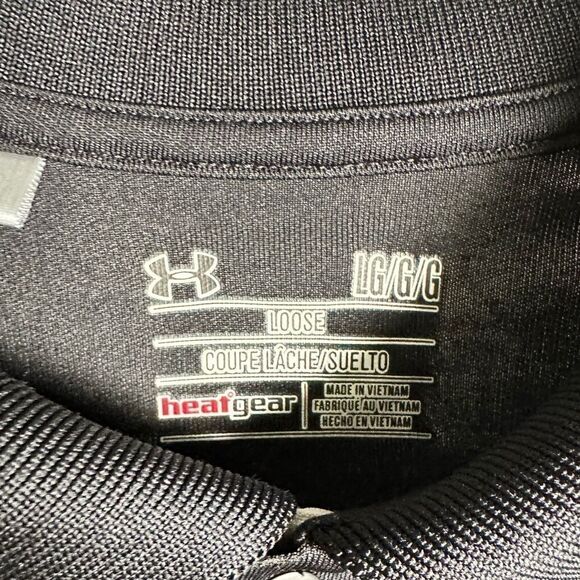 LG/G/G
LOOSE
COUPE LÂCHE/SUELTO
heatgear
MADE IN VIETNAM
FABRIQUÉ AU VIETNAM
HECHO EN VIETNAM